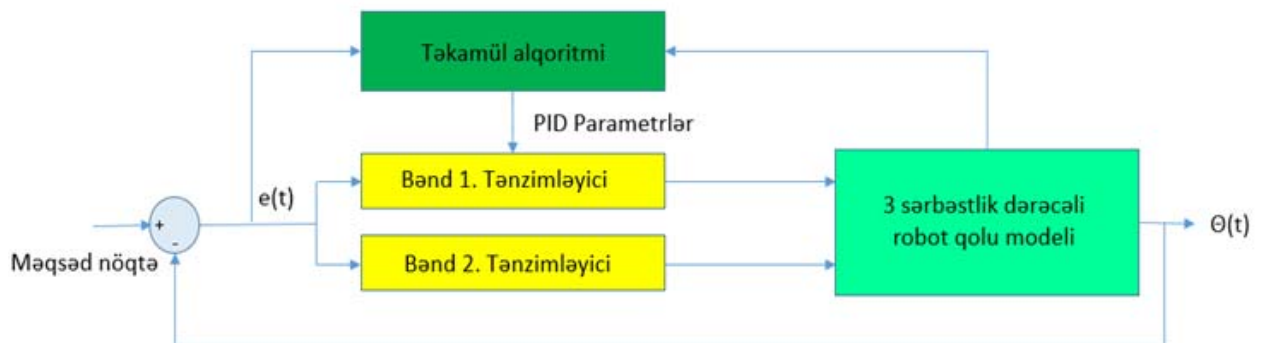 Təkamül alqoritmi
PID Parametrlər
e(t)
Bənd 1. Tənzimləyici
+
-
Məqsəd nöqtə
Bənd 2. Tənzimləyici
3 sərbəstlik dərəcəli
robot qolu modeli
Θ(t)